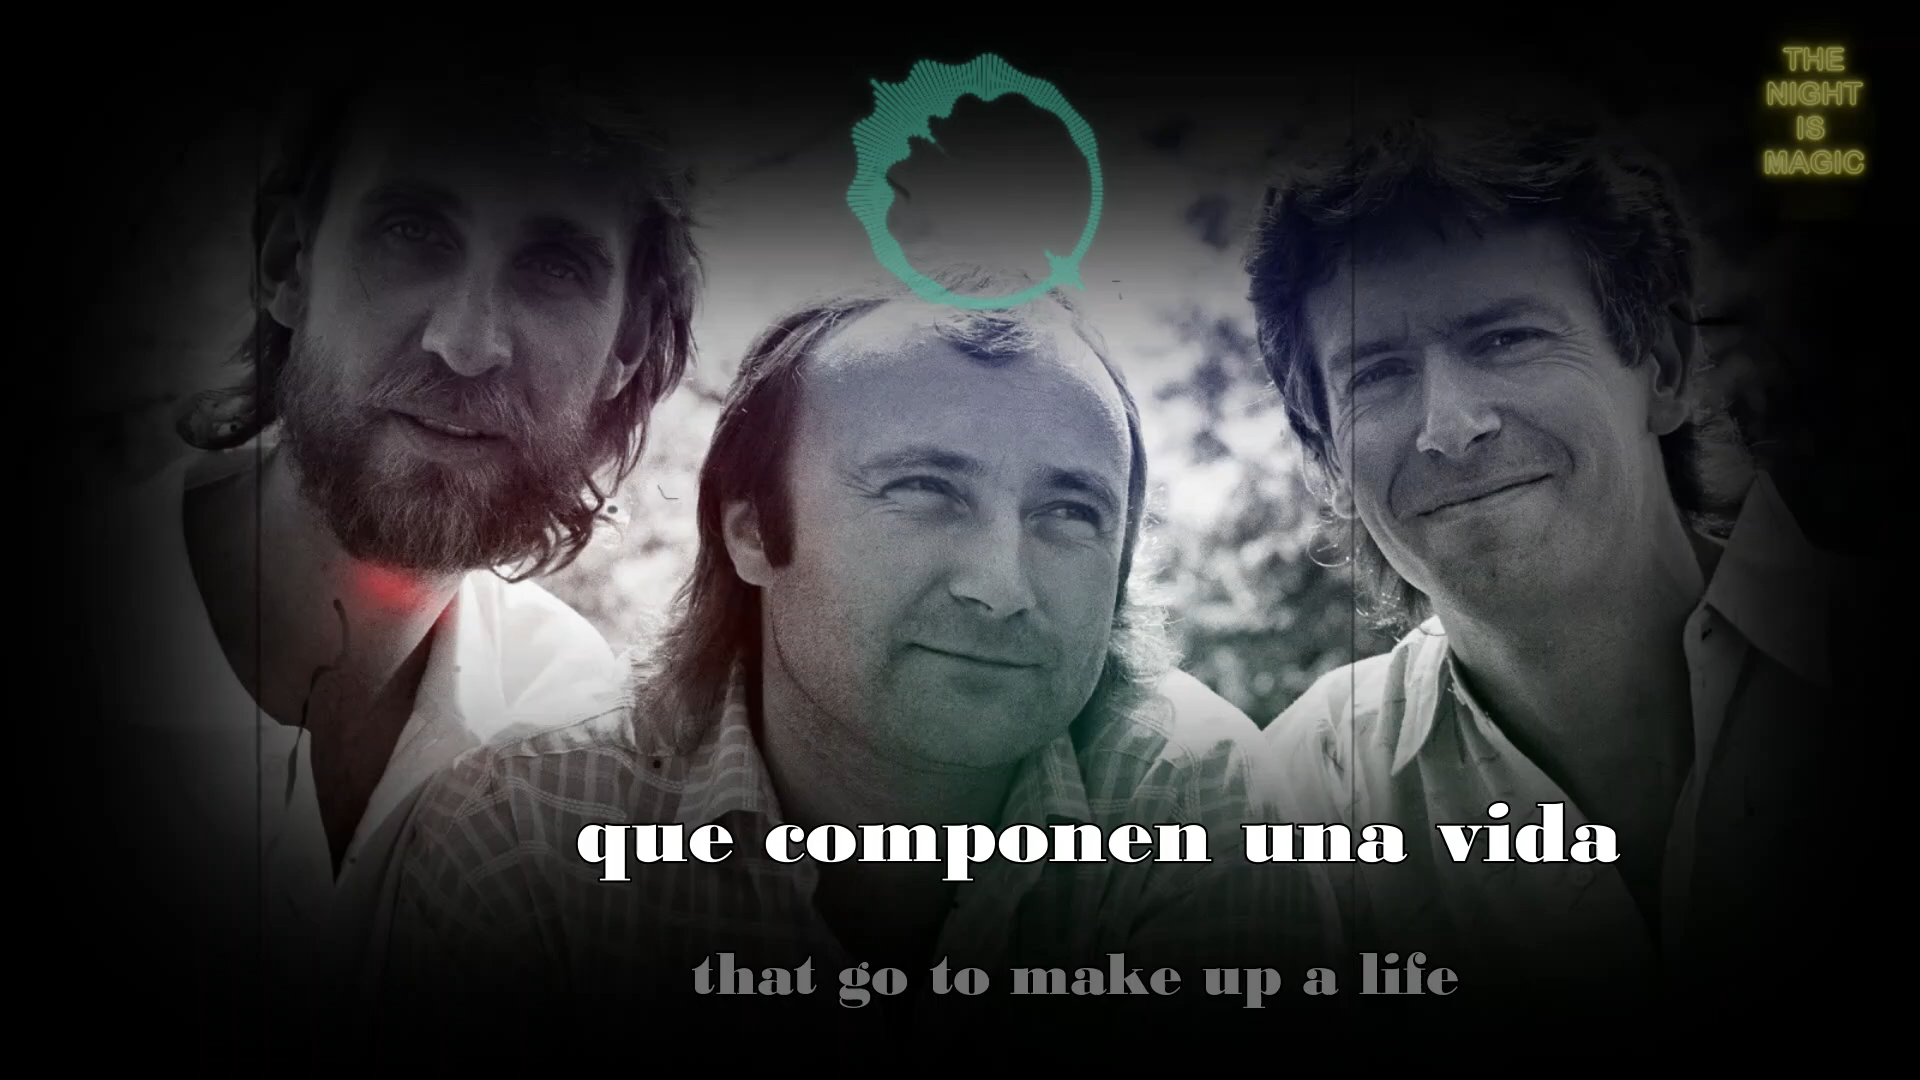 THE
NIGHT
IS
MAGIC
que componen una vida
that go to make up a life